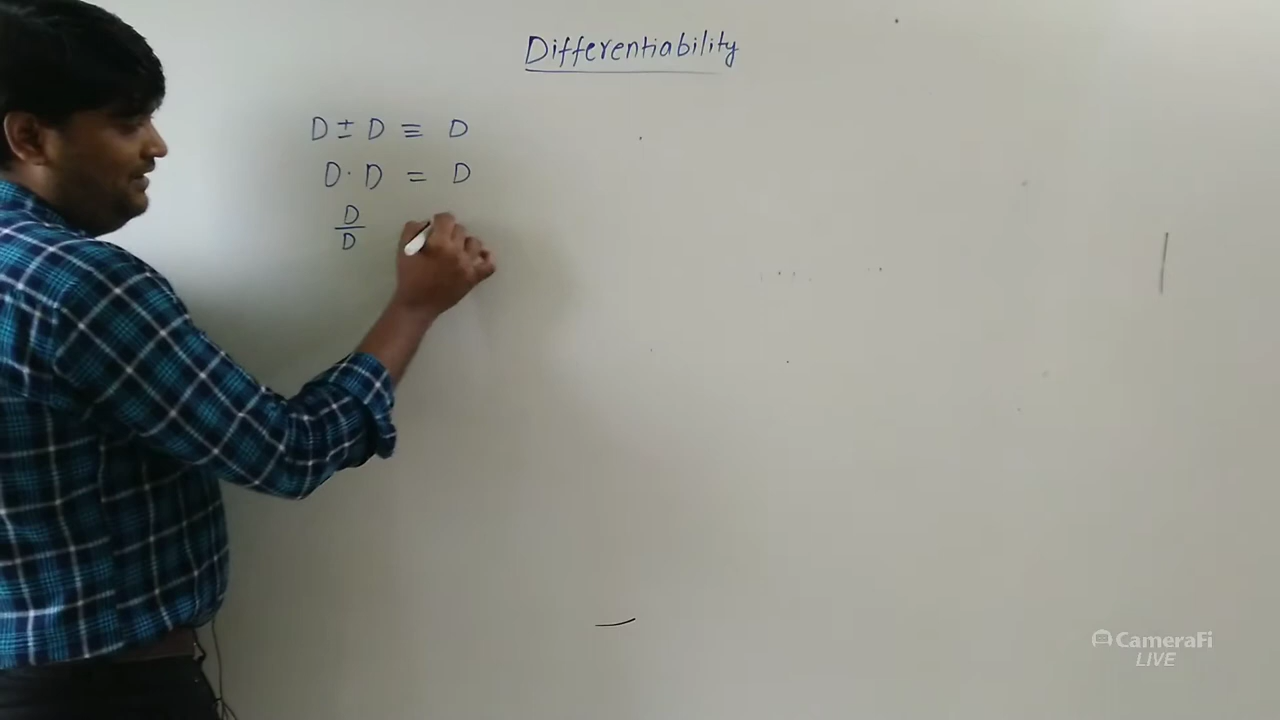 Differentiability
D ± D ≡ D
D · D = D
D
D
CameraFi
LIVE